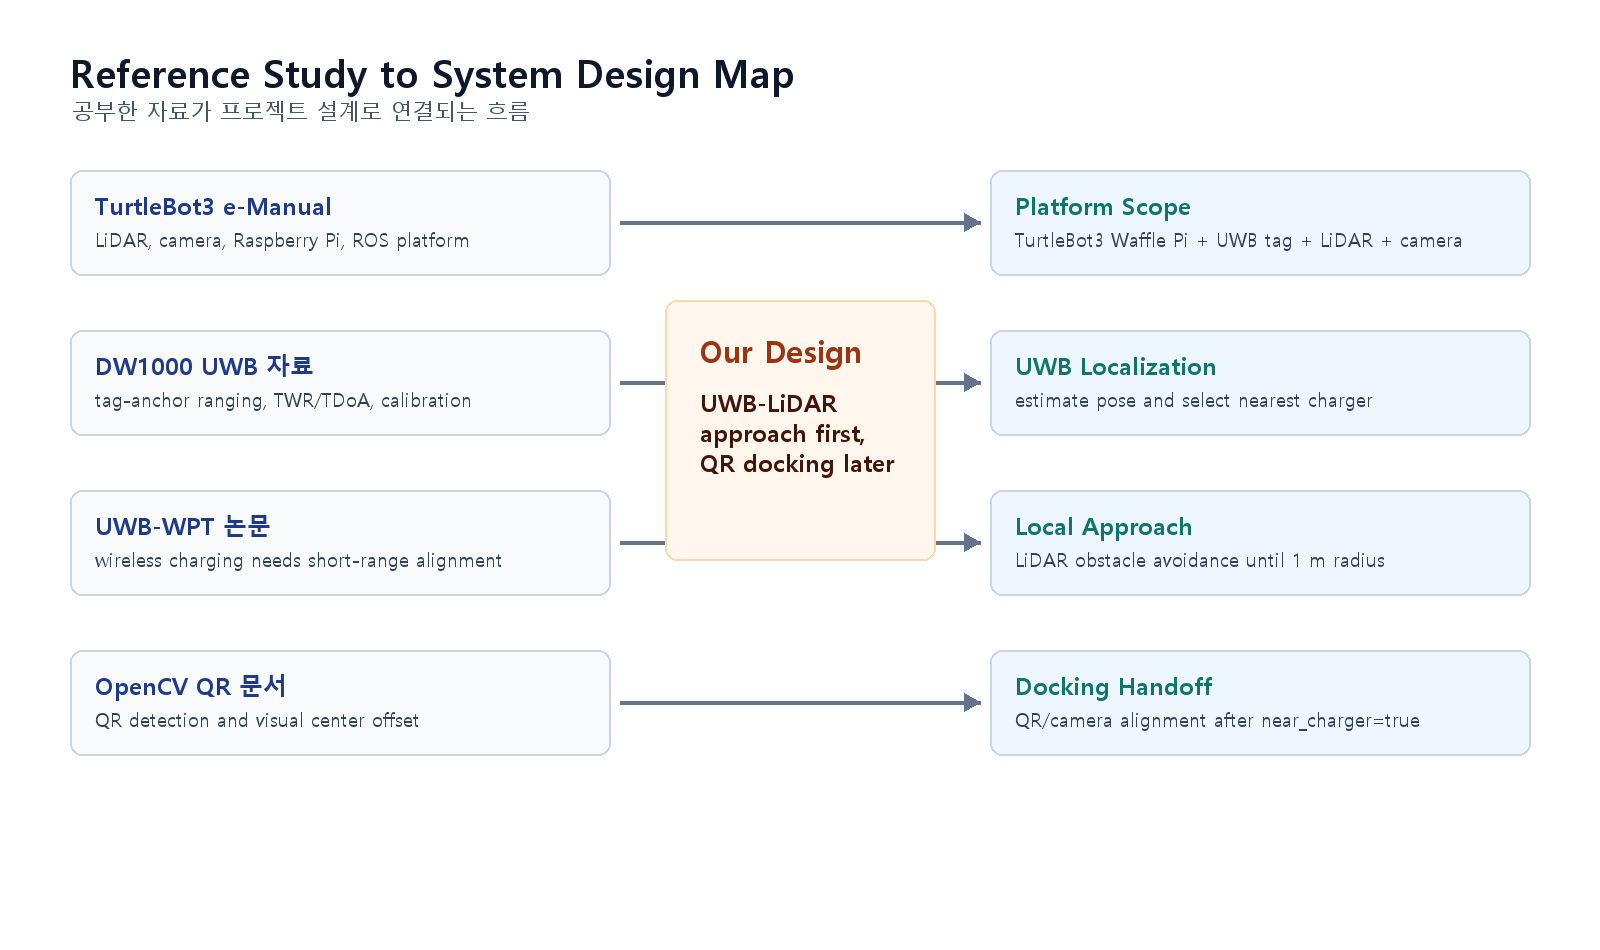 Reference Study to System Design Map
공부한 자료가 프로젝트 설계로 연결되는 흐름
TurtleBot3 e-Manual
LiDAR, camera, Raspberry Pi, ROS platform
Platform Scope
TurtleBot3 Waffle Pi + UWB tag + LiDAR + camera
DW1000 UWB 자료
tag-anchor ranging, TWR/TDoA, calibration
Our Design
UWB-LiDAR
approach first,
QR docking later
UWB Localization
estimate pose and select nearest charger
UWB-WPT 논문
wireless charging needs short-range alignment
Local Approach
LiDAR obstacle avoidance until 1 m radius
OpenCV QR 문서
QR detection and visual center offset
Docking Handoff
QR/camera alignment after near_charger=true